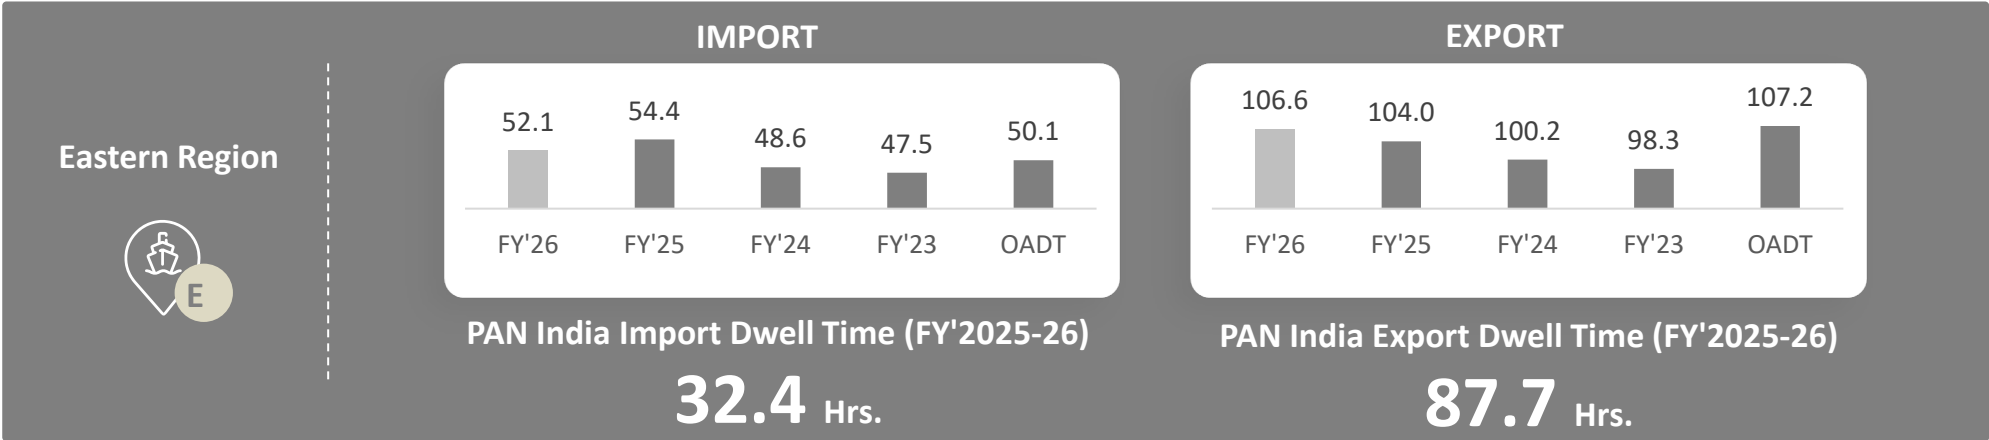 Eastern Region
E
IMPORT
52.1 54.4 48.6 47.5 50.1
FY'26 FY'25 FY'24 FY'23 OADT
PAN India Import Dwell Time (FY'2025-26)
32.4 Hrs.
EXPORT
106.6 104.0 100.2 98.3 107.2
FY'26 FY'25 FY'24 FY'23 OADT
PAN India Export Dwell Time (FY'2025-26)
87.7 Hrs.